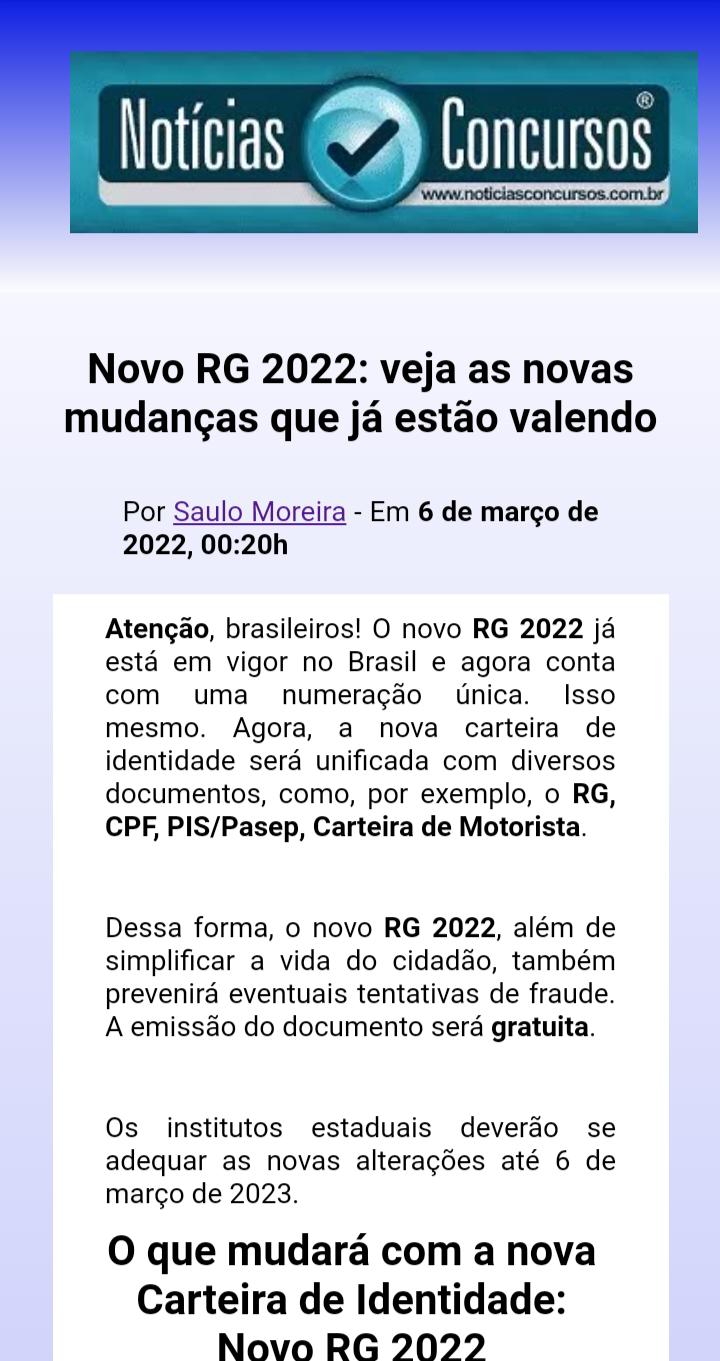 Notícias Concursos®
www.noticiasconcursos.com.br
Novo RG 2022: veja as novas
mudanças que já estão valendo
Por Saulo Moreira - Em 6 de março de
2022, 00:20h
Atenção, brasileiros! O novo RG 2022 já
está em vigor no Brasil e agora conta
com uma numeração única. Isso
mesmo. Agora, a nova carteira de
identidade será unificada com diversos
documentos, como, por exemplo, o RG,
CPF, PIS/Pasep, Carteira de Motorista.
Dessa forma, o novo RG 2022, além de
simplificar a vida do cidadão, também
prevenirá eventuais tentativas de fraude.
A emissão do documento será gratuita.
Os institutos estaduais deverão se
adequar as novas alterações até 6 de
março de 2023.
O que mudará com a nova
Carteira de Identidade:
Novo RG 2022